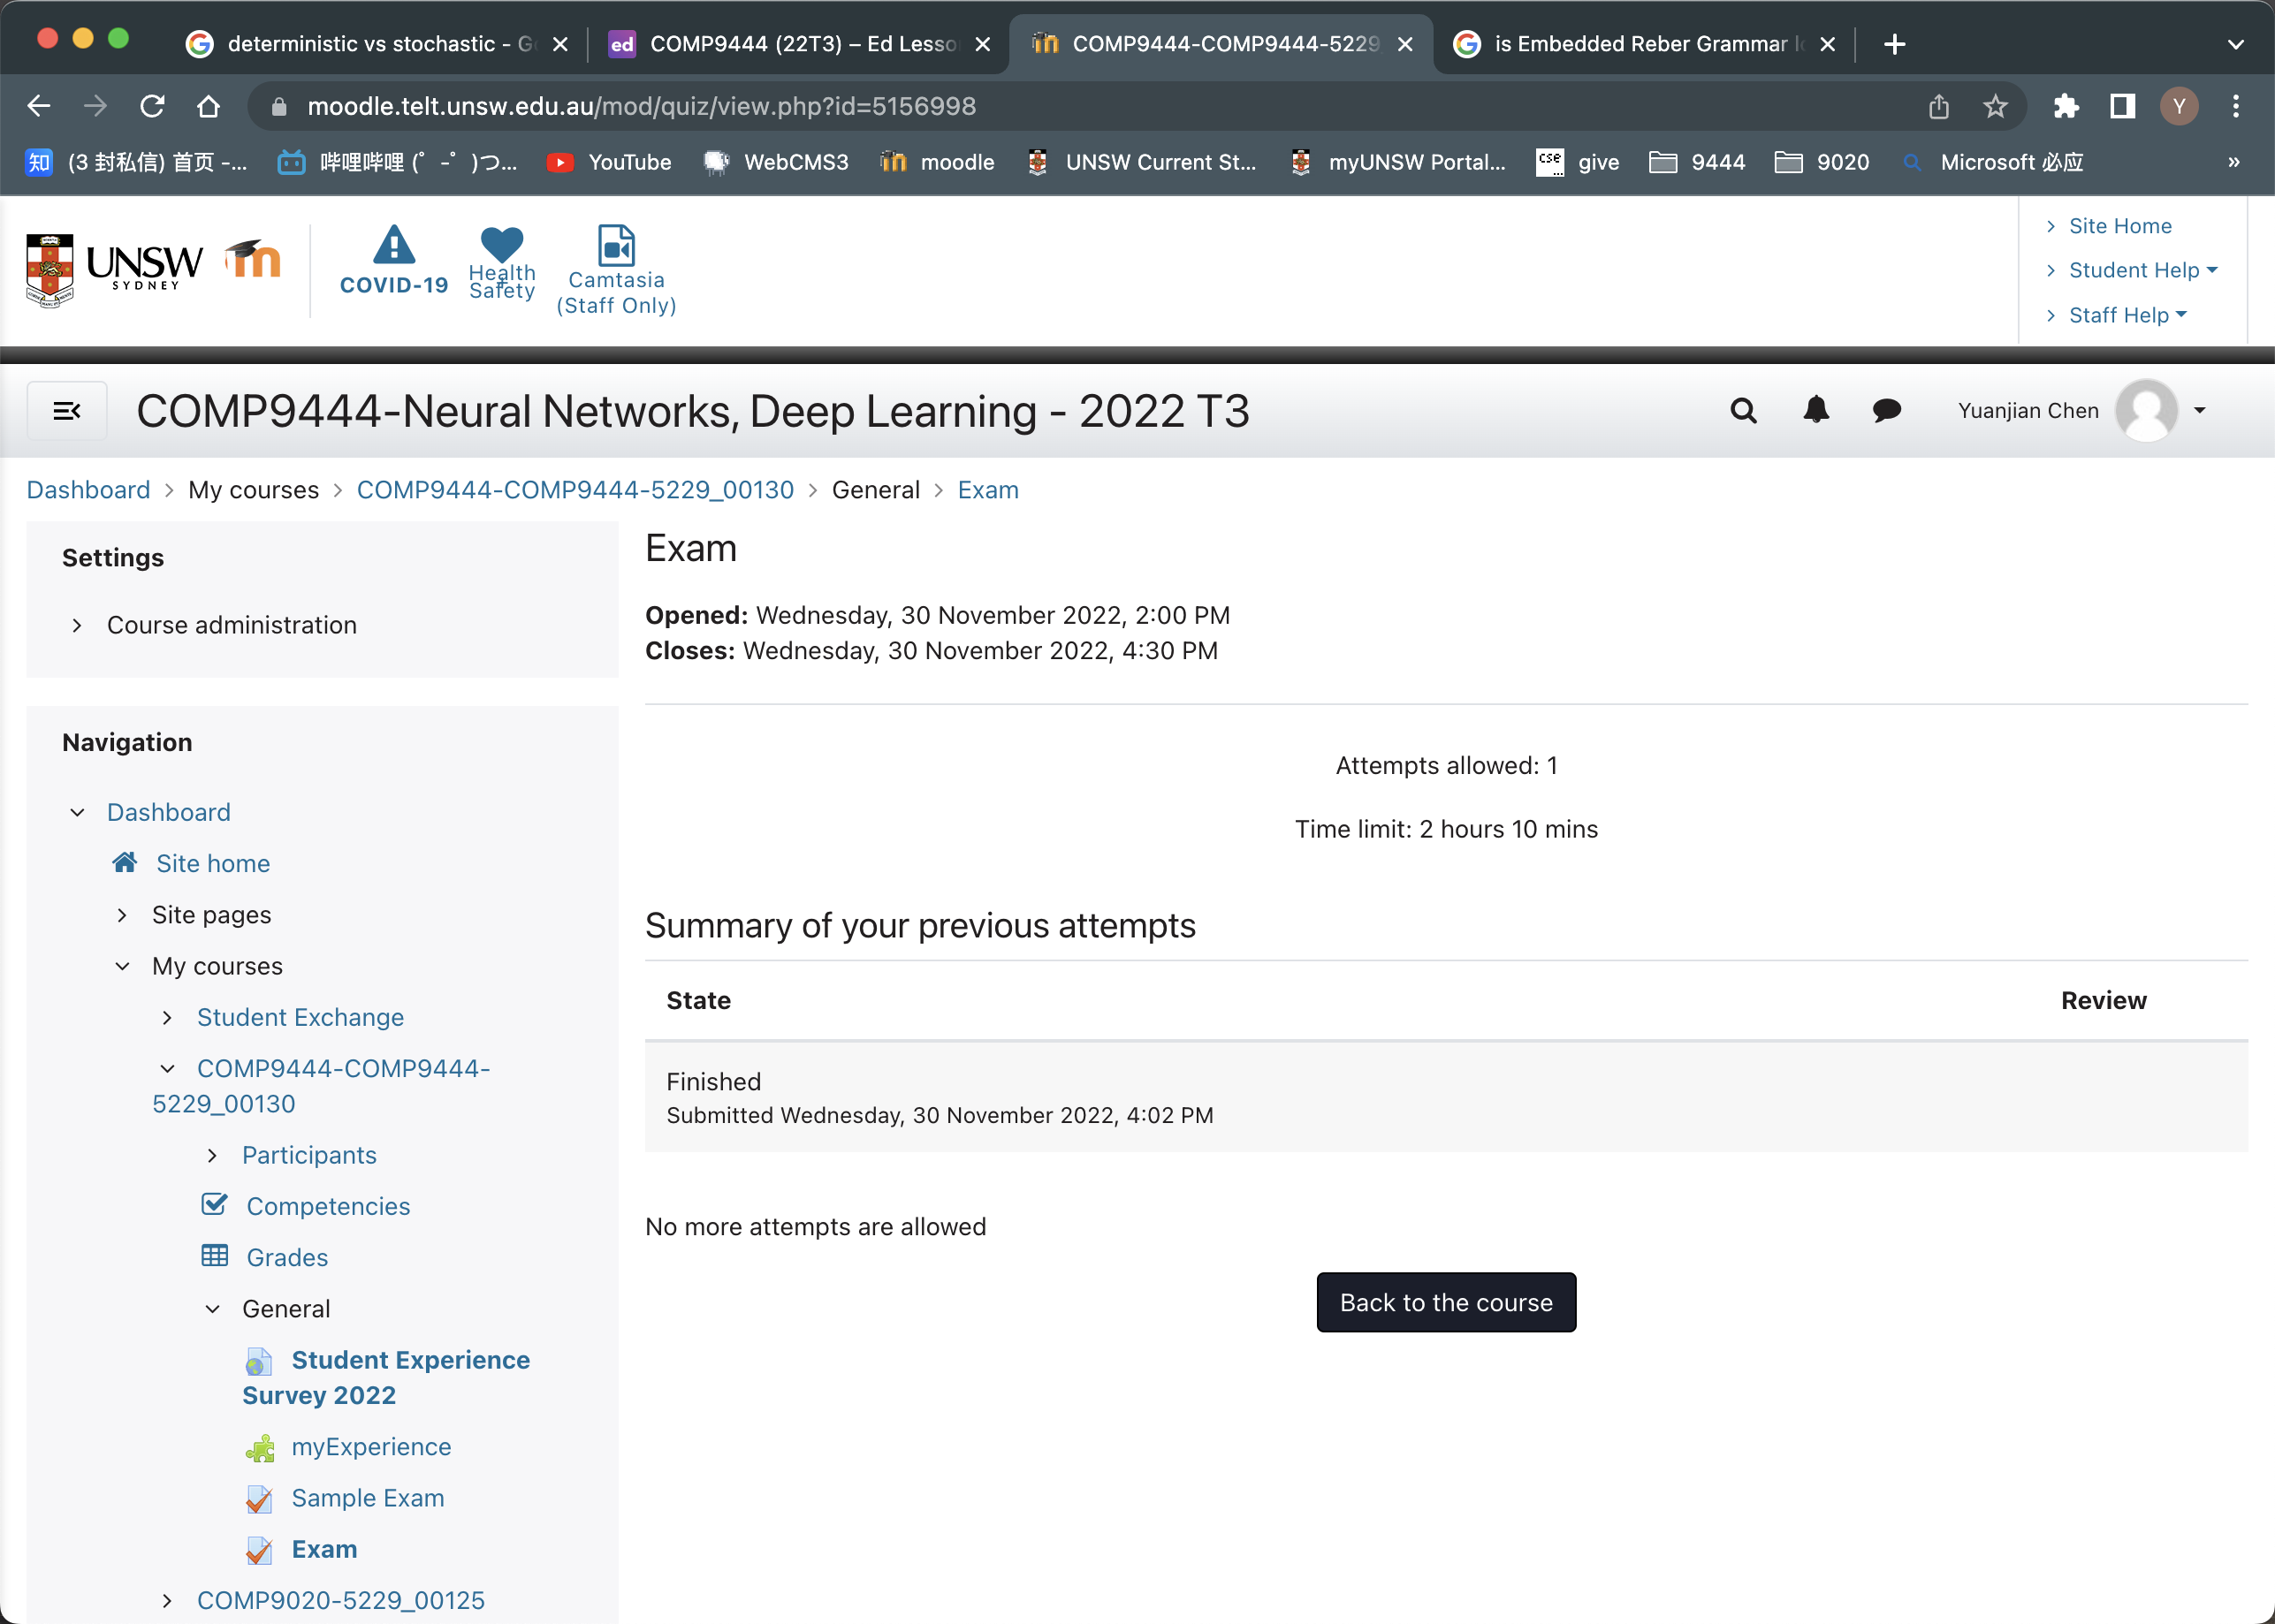 deterministic vs stochastic - G
COMP9444 (22T3) – Ed Lesso
COMP9444-COMP9444-5229
is Embedded Reber Grammar
moodle.telt.unsw.edu.au/mod/quiz/view.php?id=5156998
Y
知 (3 封私信) 首页 -...
哔哩哔哩 (゜-゜)つ...
YouTube
WebCMS3
moodle
UNSW Current St...
myUNSW Portal...
give
9444
9020
Microsoft 必应
»
UNSW
SYDNEY
COVID-19
Health
+
Safety
Camtasia
(Staff Only)
Site Home
Student Help
Staff Help
COMP9444-Neural Networks, Deep Learning - 2022 T3
Yuanjian Chen
Dashboard > My courses > COMP9444-COMP9444-5229_00130 > General > Exam
Settings
Course administration
Navigation
Dashboard
Site home
Site pages
My courses
Student Exchange
COMP9444-COMP9444-
5229_00130
Participants
Competencies
Grades
General
Student Experience
Survey 2022
myExperience
Sample Exam
Exam
COMP9020-5229_00125
Exam
Opened: Wednesday, 30 November 2022, 2:00 PM
Closes: Wednesday, 30 November 2022, 4:30 PM
Attempts allowed: 1
Time limit: 2 hours 10 mins
Summary of your previous attempts
State Review
Finished
Submitted Wednesday, 30 November 2022, 4:02 PM
No more attempts are allowed
Back to the course